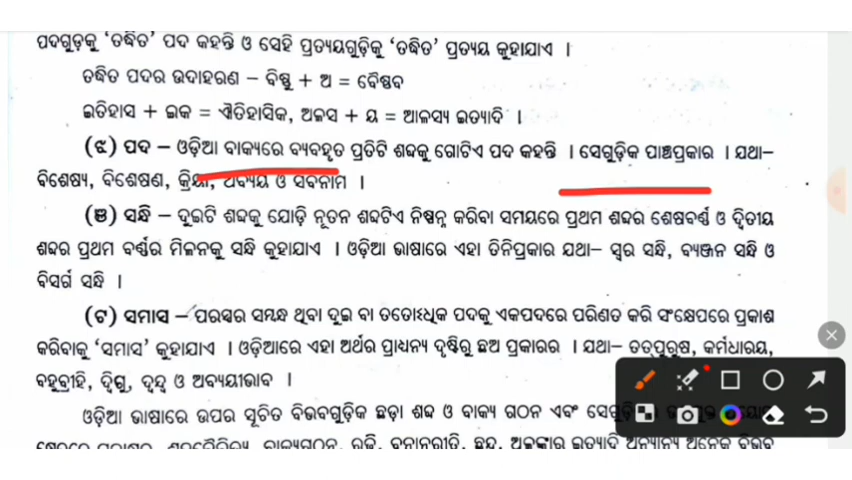 ପଦଗୁଡ଼କୁ 'ତଦ୍ଧିତ' ପଦ କହନ୍ତି ଓ ସେହି ପ୍ରତ୍ୟୟଗୁଡ଼ିକୁ 'ତଦ୍ଧିତ' ପ୍ରତ୍ୟୟ କୁହାଯାଏ ।
ତଦ୍ଧିତ ପଦର ଉଦାହରଣ – ବିଷ୍ଣୁ + ଅ = ବୈଷ୍ଣବ
ଇତିହାସ + ଇକ = ଐତିହାସିକ, ଅଳସ + ୟ = ଆଳସ୍ୟ ଇତ୍ୟାଦି ।
(ଝ) ପଦ – ଓଡ଼ିଆ ବାକ୍ୟରେ ବ୍ୟବହୃତ ପ୍ରତିଟି ଶବ୍ଦକୁ ଗୋଟିଏ ପଦ କହନ୍ତି । ସେଗୁଡ଼ିକ ପାଞ୍ଚପ୍ରକାର । ଯଥା–
ବିଶେଷ୍ୟ, ବିଶେଷଣ, କ୍ରିୟା, ଅବ୍ୟୟ ଓ ସର୍ବନାମ ।
(ଞ) ସନ୍ଧି – ଦୁଇଟି ଶବ୍ଦକୁ ଯୋଡ଼ି ନୂତନ ଶବ୍ଦଟିଏ ନିଷ୍ପନ୍ନ କରିବା ସମୟରେ ପ୍ରଥମ ଶବ୍ଦର ଶେଷବର୍ଣ୍ଣ ଓ ଦ୍ୱିତୀୟ
ଶବ୍ଦର ପ୍ରଥମ ବର୍ଣ୍ଣର ମିଳନକୁ ସନ୍ଧି କୁହାଯାଏ । ଓଡ଼ିଆ ଭାଷାରେ ଏହା ତିନିପ୍ରକାର ଯଥା– ସ୍ୱର ସନ୍ଧି, ବ୍ୟଞ୍ଜନ ସନ୍ଧି ଓ
ବିସର୍ଗ ସନ୍ଧି ।
(ଟ) ସମାସ – ପରସ୍ପର ସମ୍ବନ୍ଧ ଥିବା ଦୁଇ ବା ତତୋଽଧିକ ପଦକୁ ଏକପଦରେ ପରିଣତ କରି ସଂକ୍ଷେପରେ ପ୍ରକାଶ
କରିବାକୁ 'ସମାସ' କୁହାଯାଏ । ଓଡ଼ିଆରେ ଏହା ଅର୍ଥର ପ୍ରାଧାନ୍ୟ ଦୃଷ୍ଟିରୁ ଛଅ ପ୍ରକାରର । ଯଥା– ତତ୍ପୁରୁଷ, କର୍ମଧାରୟ,
ବହୁବ୍ରୀହି, ଦ୍ୱିଗୁ, ଦ୍ୱନ୍ଦ୍ୱ ଓ ଅବ୍ୟୟୀଭାବ ।
ଓଡ଼ିଆ ଭାଷାରେ ଉପର ସୂଚିତ ବିଭବଗୁଡ଼ିକ ଛଡ଼ା ଶବ୍ଦ ଓ ବାକ୍ୟ ଗଠନ ଏବଂ